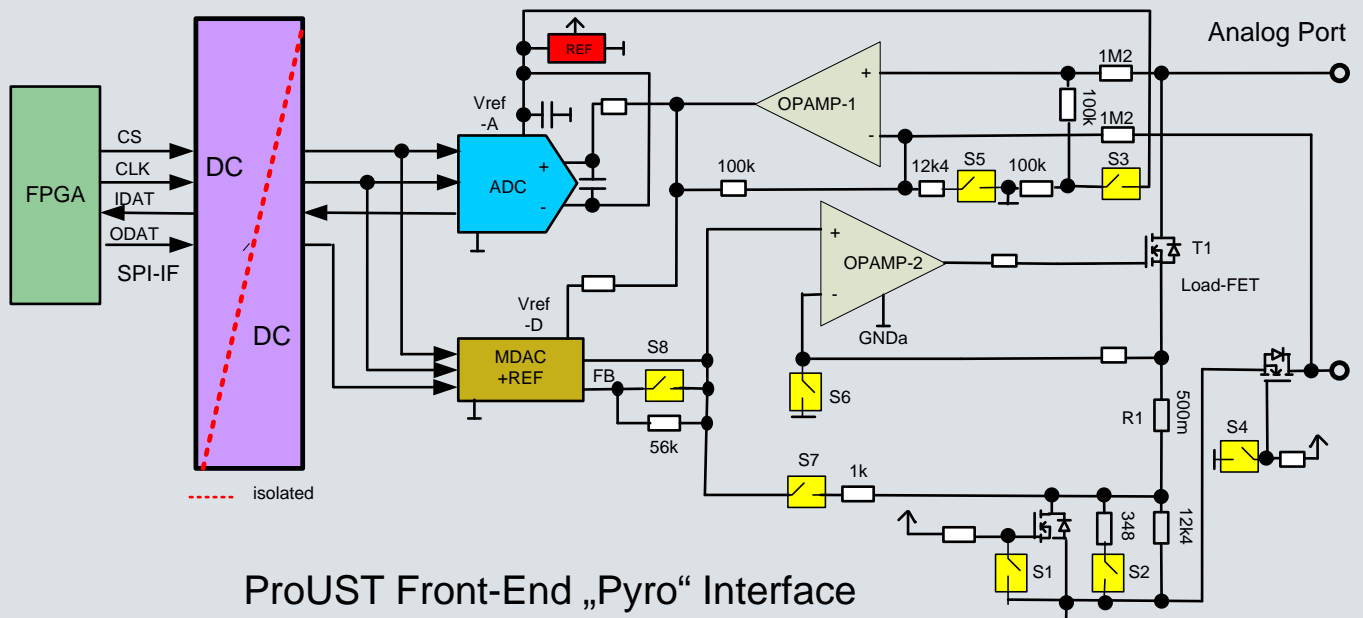 Analog Port
REF
1M2
+
OPAMP-1
-
100k
1M2
Vref
-A
CS
CLK
IDAT
ODAT
FPGA
SPI-IF
DC
DC
+
ADC
-
100k
12k4
S5
100k
S3
+
OPAMP-2
-
GNDa
T1
Load-FET
Vref
-D
MDAC
+REF
FB
S8
56k
S6
R1
500m
S4
S7
1k
348
12k4
S1
S2
isolated
ProUST Front-End „Pyro“ Interface